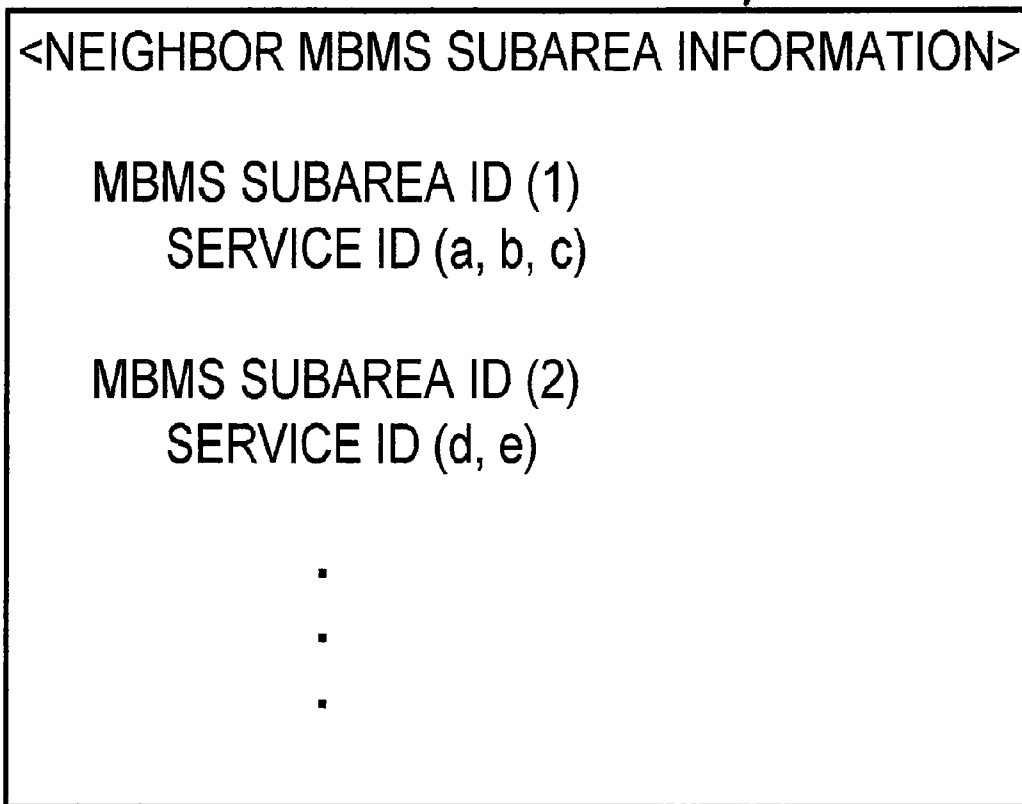 <NEIGHBOR MBMS SUBAREA INFORMATION>
MBMS SUBAREA ID (1)
SERVICE ID (a, b, c)
MBMS SUBAREA ID (2)
SERVICE ID (d, e)
.
.
.